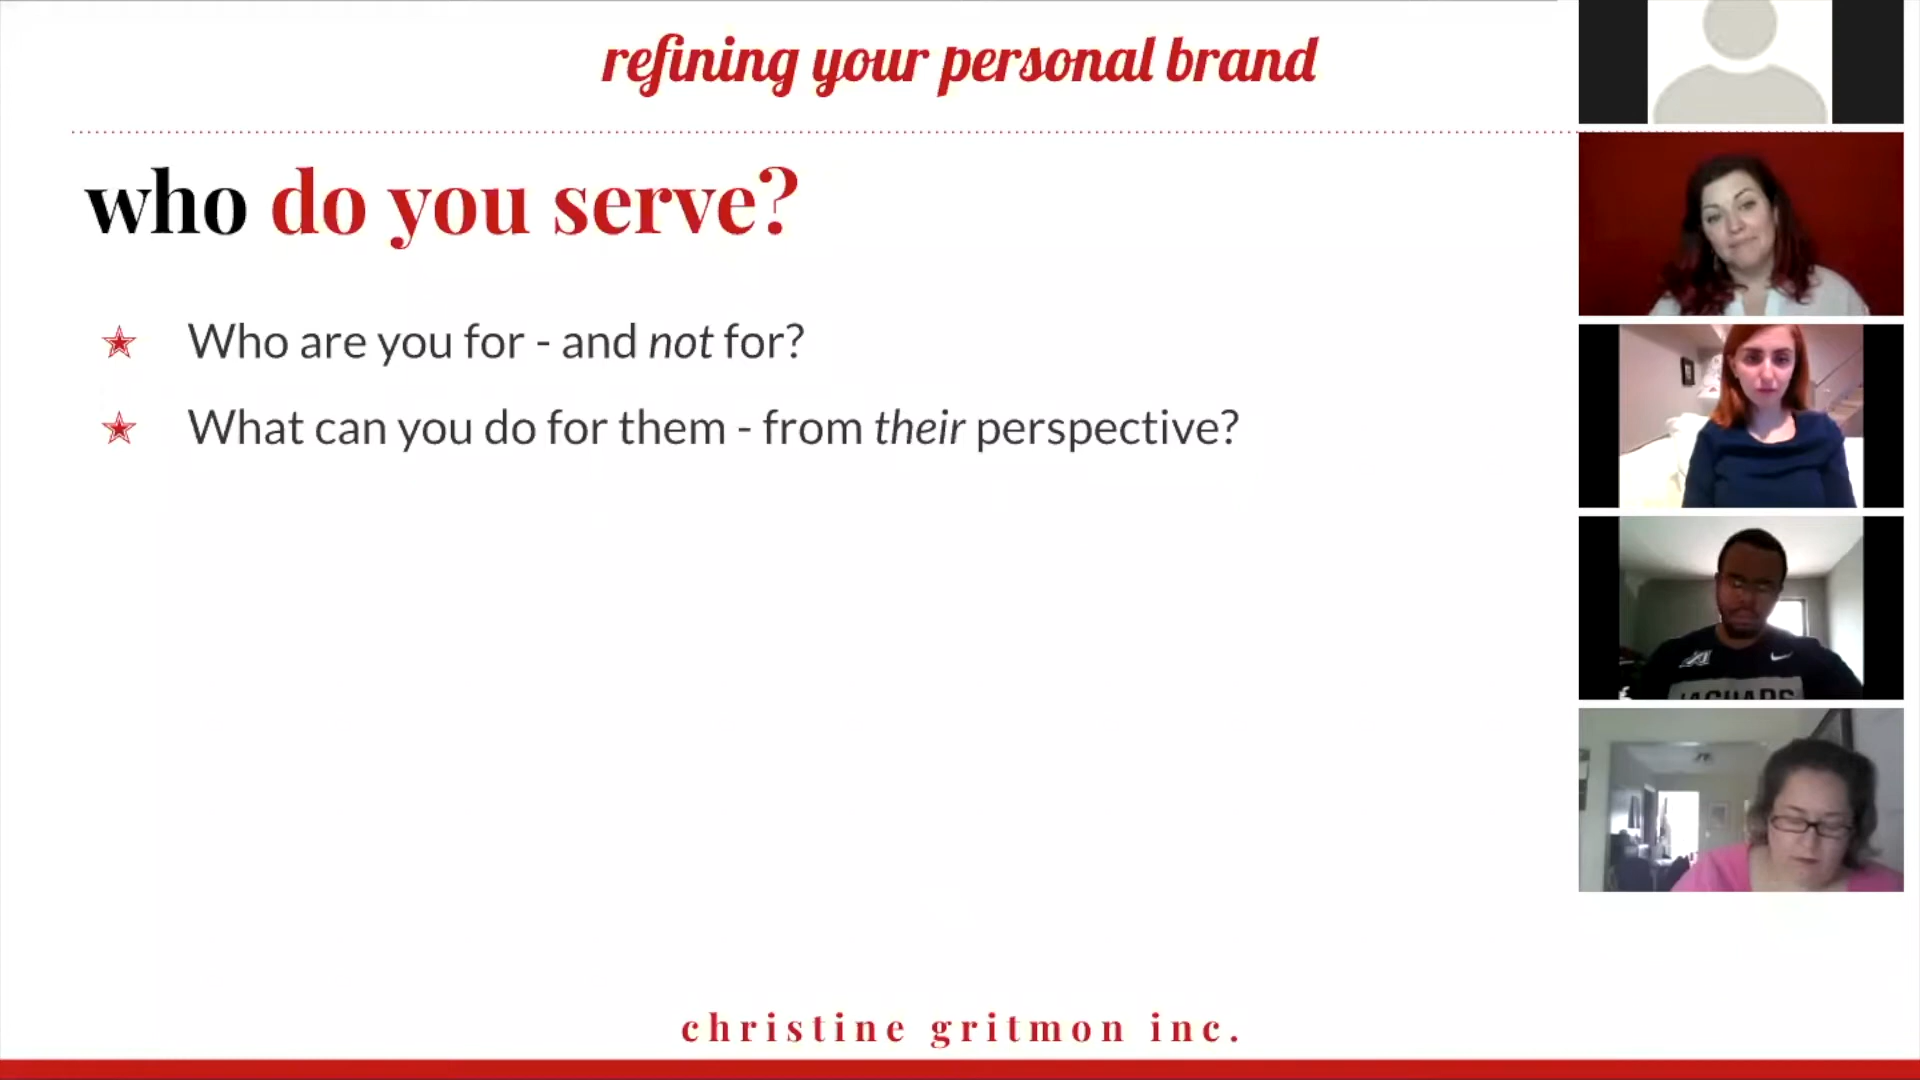 refining your personal brand
who do you serve?
Who are you for - and not for?
What can you do for them - from their perspective?
JAGUARS
christine gritmon inc.